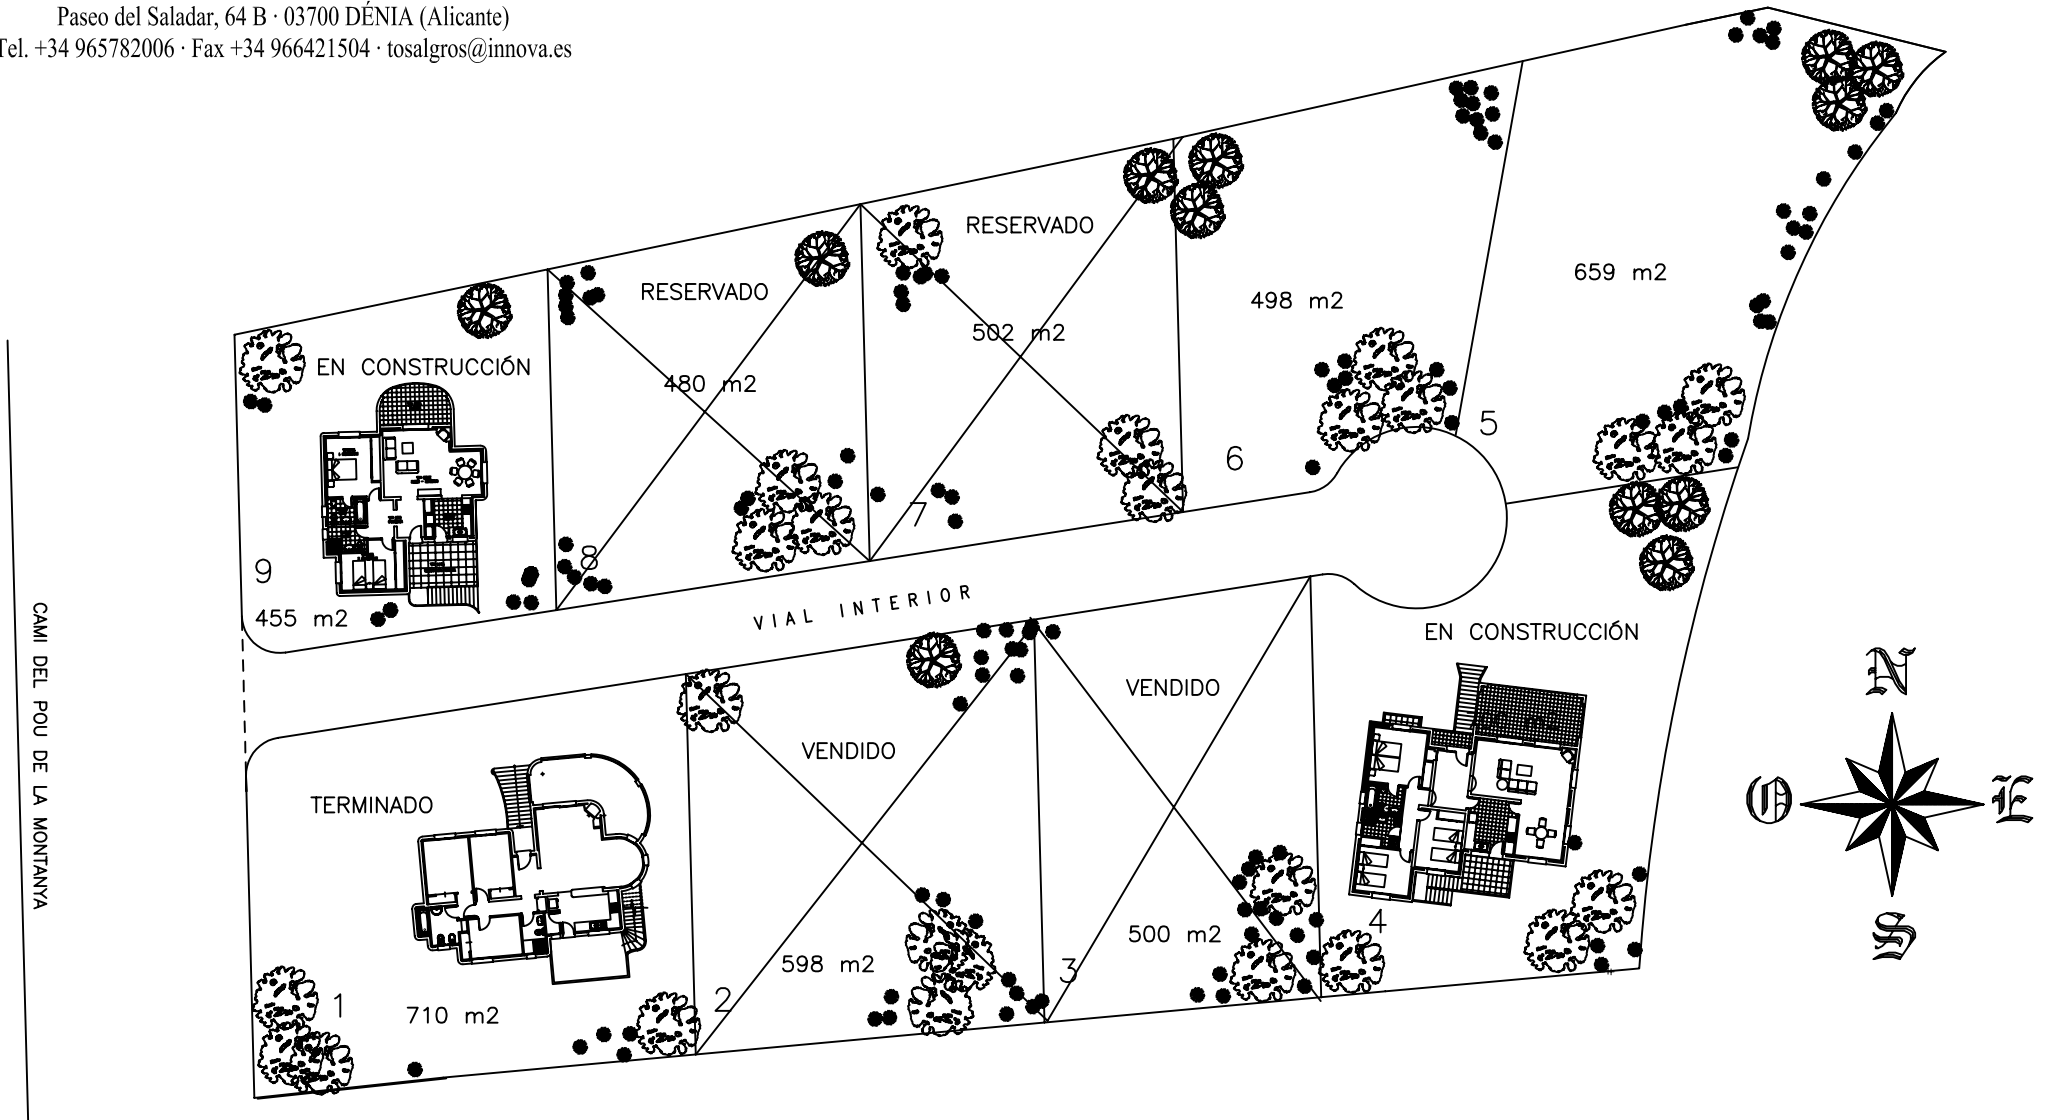 Paseo del Saladar, 64 B · 03700 DÉNIA (Alicante)
Tel. +34 965782006 · Fax +34 966421504 · tosalgros@innova.es
RESERVADO
659 m2
RESERVADO
498 m2
502 m2
EN CONSTRUCCIÓN
480 m2
5
6
7
8
9
455 m2
VIAL INTERIOR
CAMI DEL POU DE LA MONTANYA
EN CONSTRUCCIÓN
VENDIDO
VENDIDO
TERMINADO
4
500 m2
598 m2
3
2
1
710 m2
N
O
E
S